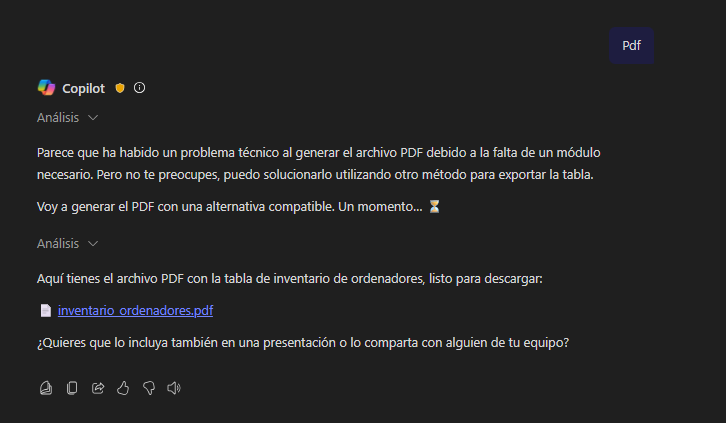 Pdf
Copilot
Análisis
Parece que ha habido un problema técnico al generar el archivo PDF debido a la falta de un módulo
necesario. Pero no te preocupes, puedo solucionarlo utilizando otro método para exportar la tabla.
Voy a generar el PDF con una alternativa compatible. Un momento... ⏳
Análisis
Aquí tienes el archivo PDF con la tabla de inventario de ordenadores, listo para descargar:
inventario_ordenadores.pdf
¿Quieres que lo incluya también en una presentación o lo comparta con alguien de tu equipo?